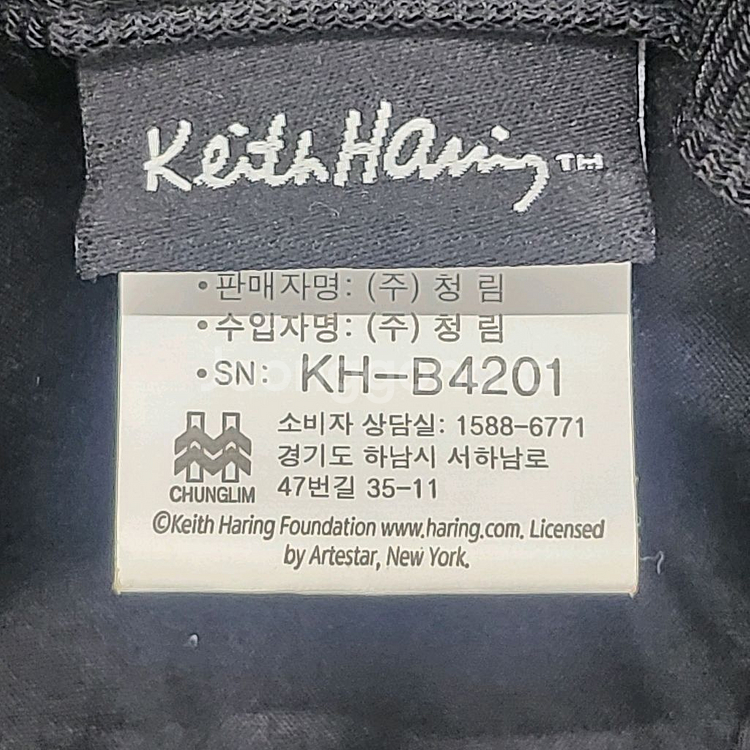 Keith Haring™
•판매자명: (주) 청 림
•수입자명: (주) 청 림
•SN: KH-B4201
소비자 상담실: 1588-6771
경기도 하남시 서하남로
47번길 35-11
CHUNGLIM
©Keith Haring Foundation www.haring.com. Licensed
by Artestar, New York.